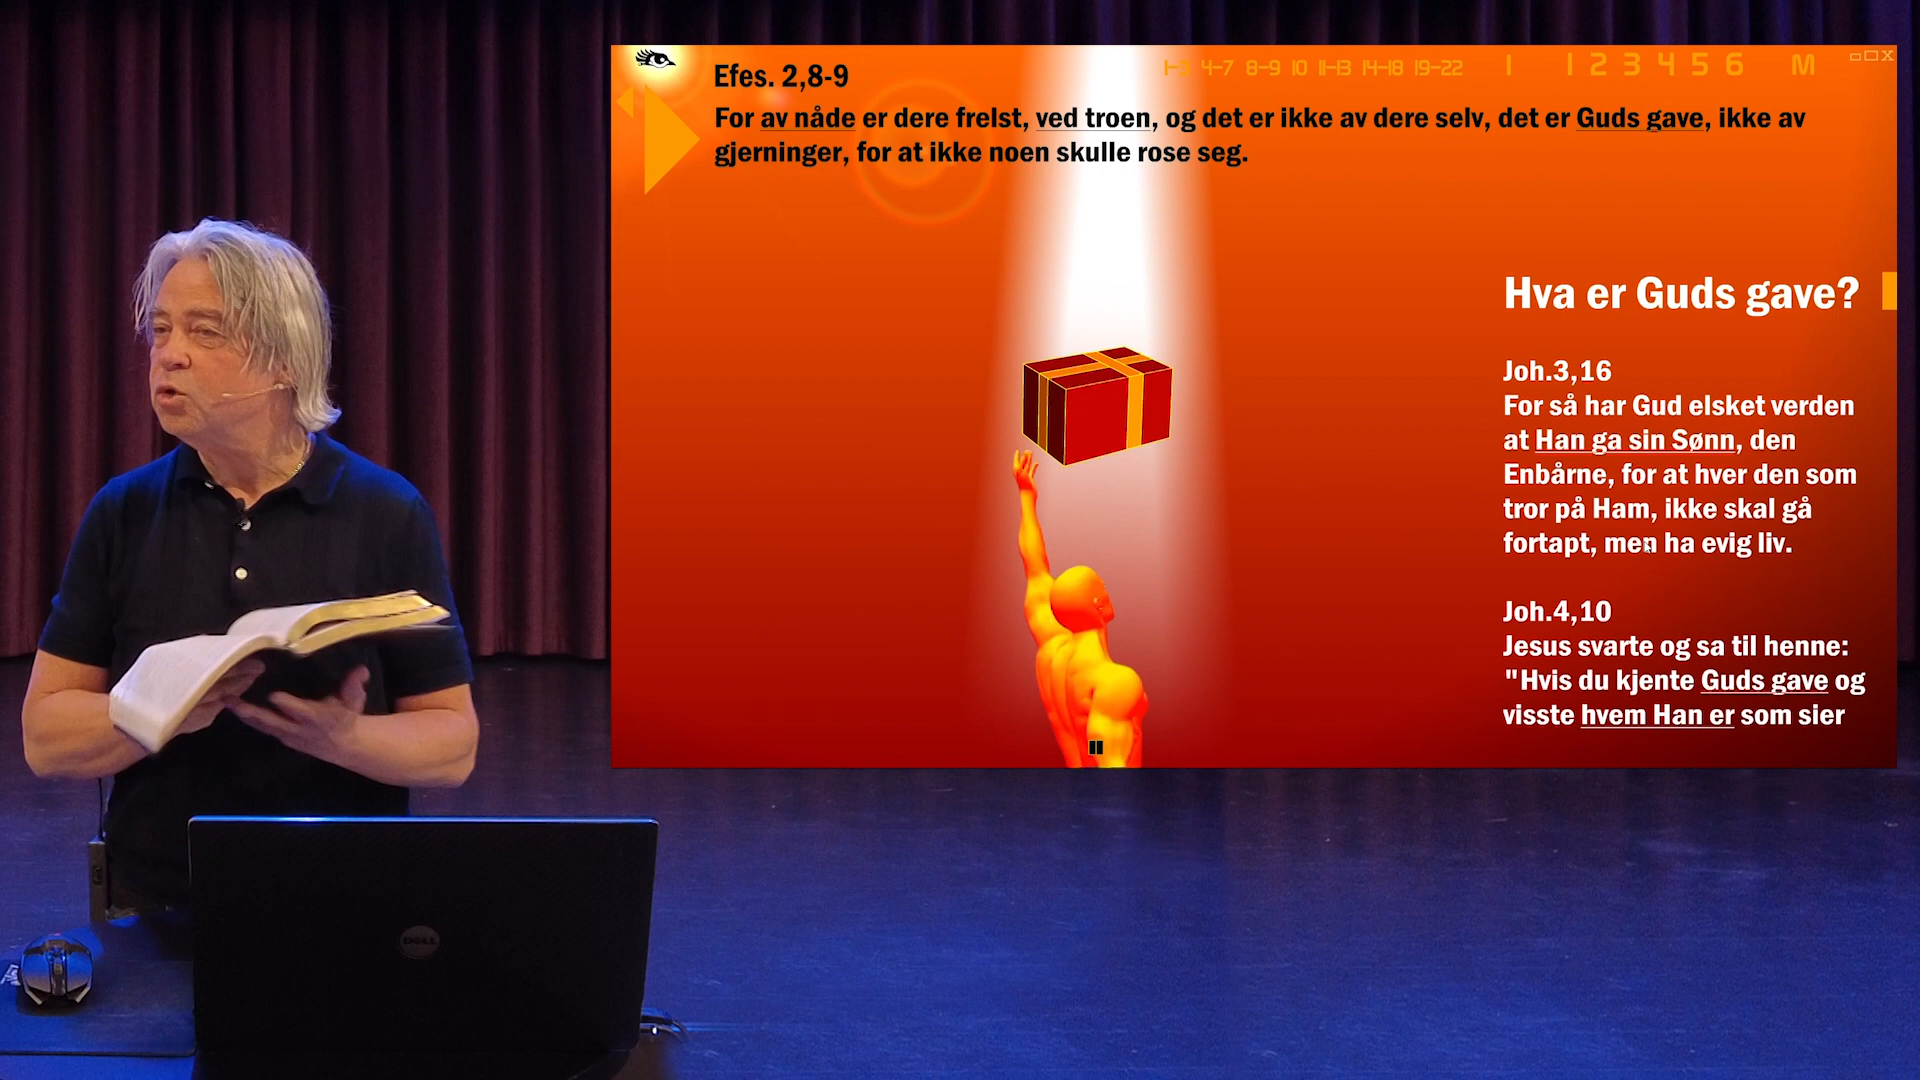 Efes. 2,8-9
1-3 4-7 8-9 10 11-13 14-18 19-22 1 1 2 3 4 5 6 M
For av nåde er dere frelst, ved troen, og det er ikke av dere selv, det er Guds gave, ikke av
gjerninger, for at ikke noen skulle rose seg.
Hva er Guds gave?
Joh.3,16
For så har Gud elsket verden
at Han ga sin Sønn, den
Enbårne, for at hver den som
tror på Ham, ikke skal gå
fortapt, men ha evig liv.
Joh.4,10
Jesus svarte og sa til henne:
"Hvis du kjente Guds gave og
visste hvem Han er som sier
DELL